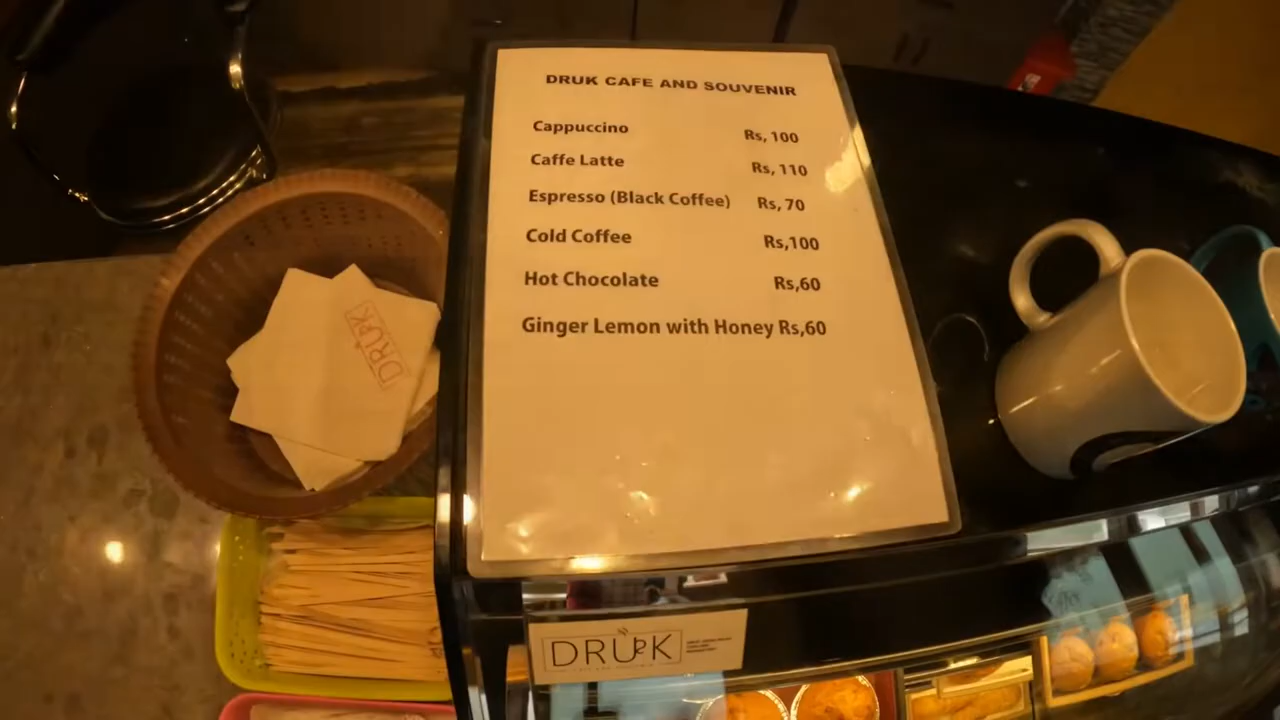 DRUK CAFE AND SOUVENIR
Cappuccino Rs, 100
Caffe Latte Rs, 110
Espresso (Black Coffee) Rs, 70
Cold Coffee Rs,100
Hot Chocolate Rs,60
Ginger Lemon with Honey Rs,60
DRUK
DRUK